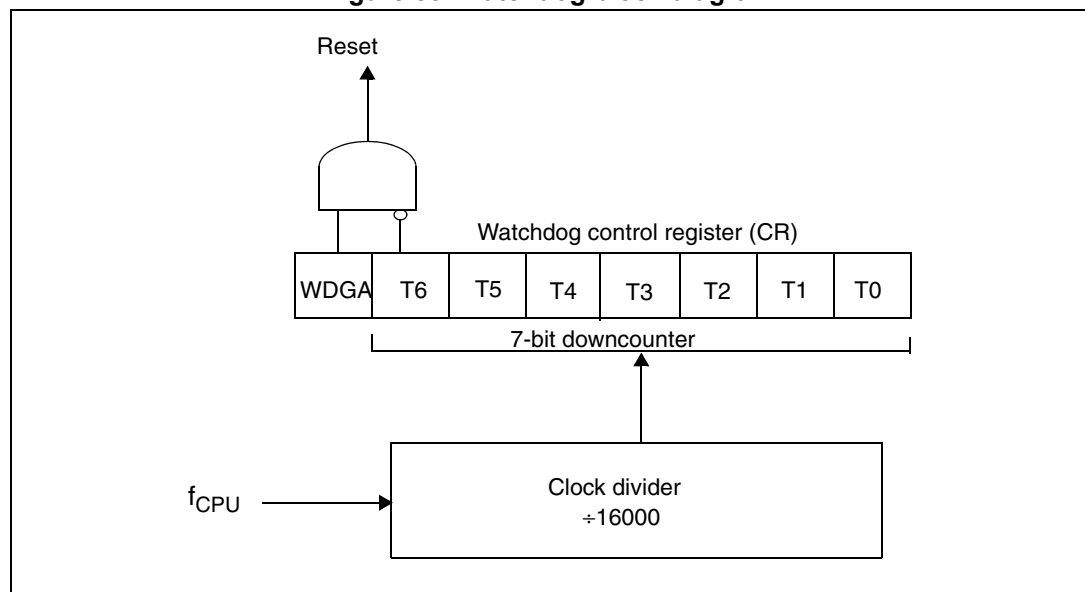 Reset
Watchdog control register (CR)
WDGA T6 T5 T4 T3 T2 T1 T0
7-bit downcounter
fCPU
Clock divider
÷16000